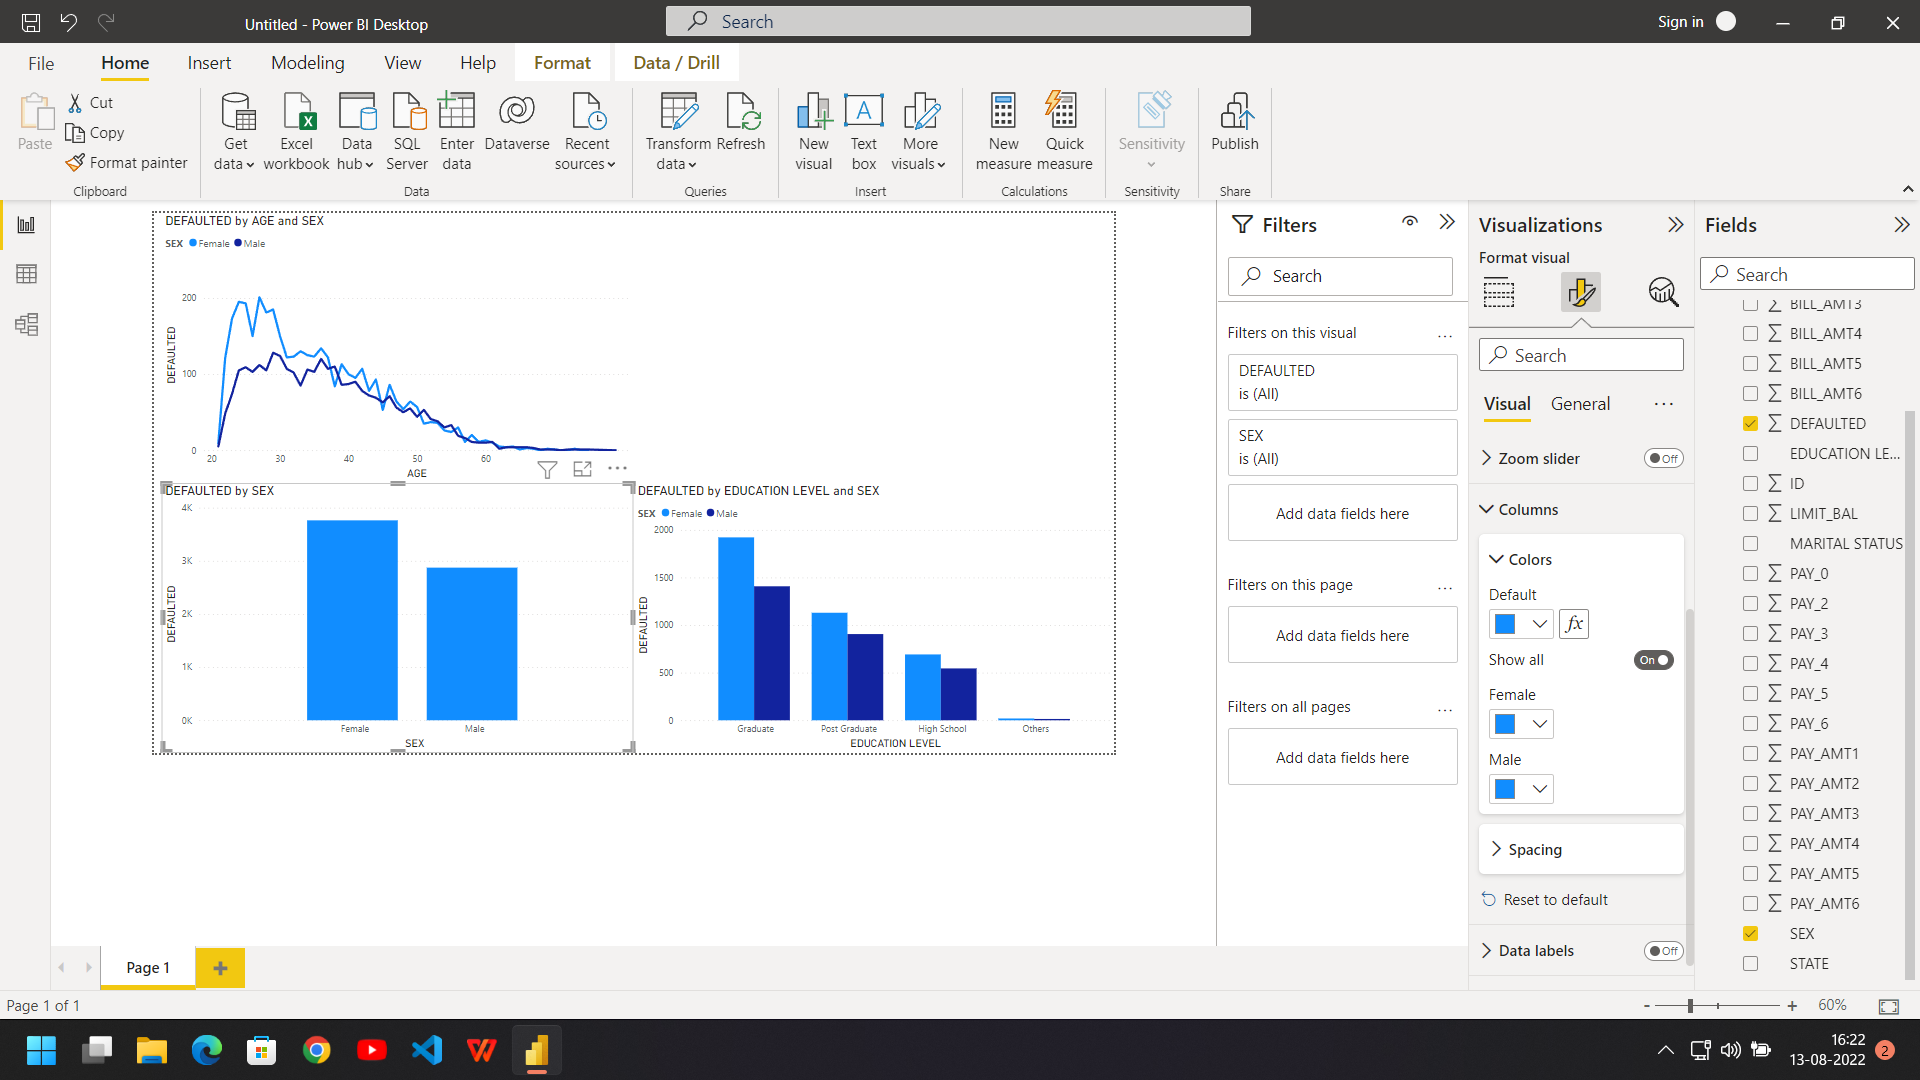 Untitled - Power BI Desktop
Search
Sign in
File
Home
Insert
Modeling
View
Help
Format
Data / Drill
Paste
Cut
Copy
Format painter
Clipboard
Get data
Excel workbook
Data hub
SQL Server
Enter data
Dataverse
Recent sources
Data
Transform data
Refresh
Queries
New visual
Text box
More visuals
Insert
New measure
Quick measure
Calculations
Sensitivity
Sensitivity
Publish
Share
DEFAULTED by AGE and SEX
SEX Female Male
200
100
0
DEFAULTED
20 30 40 50 60
AGE
DEFAULTED by SEX
4K
3K
2K
1K
0K
DEFAULTED
Female Male
SEX
DEFAULTED by EDUCATION LEVEL and SEX
SEX Female Male
2000
1500
1000
500
0
DEFAULTED
Graduate Post Graduate High School Others
EDUCATION LEVEL
Filters
Search
Filters on this visual ...
DEFAULTED
is (All)
SEX
is (All)
Add data fields here
Filters on this page ...
Add data fields here
Filters on all pages ...
Add data fields here
Visualizations
Format visual
Search
Visual General ...
Zoom slider Off
Columns
Colors
Default
fx
Show all On
Female
Male
Spacing
Reset to default
Data labels Off
Fields
Search
BILL_AMT3
BILL_AMT4
BILL_AMT5
BILL_AMT6
DEFAULTED
EDUCATION LE...
ID
LIMIT_BAL
MARITAL STATUS
PAY_0
PAY_2
PAY_3
PAY_4
PAY_5
PAY_6
PAY_AMT1
PAY_AMT2
PAY_AMT3
PAY_AMT4
PAY_AMT5
PAY_AMT6
SEX
STATE
Page 1
Page 1 of 1
- + 60%
16:22
13-08-2022
2